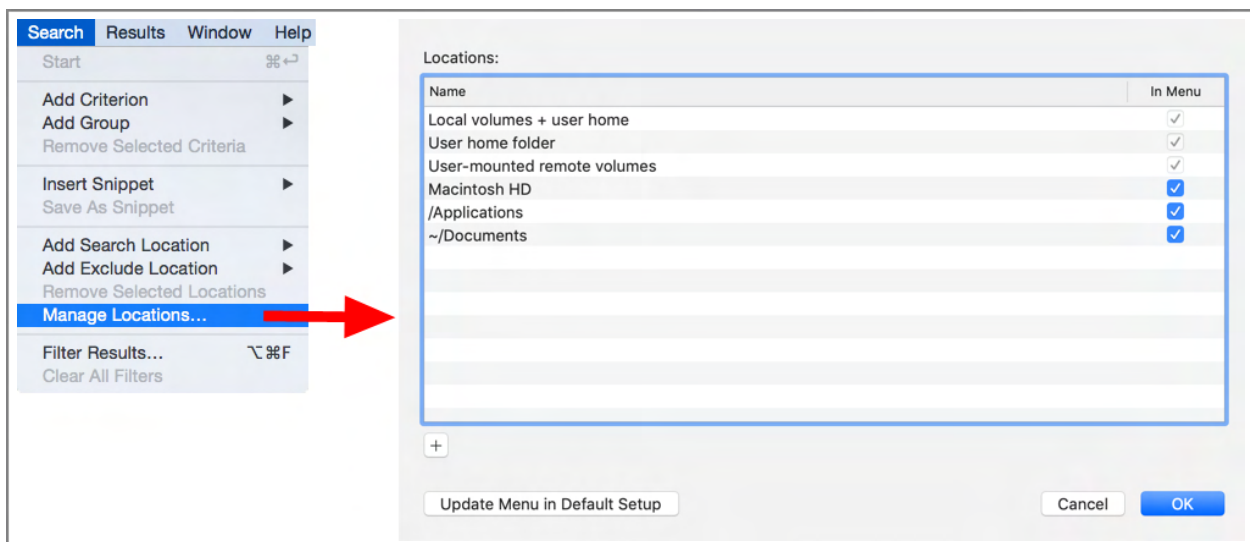 Search Results Window Help
Start ⌘↩
Add Criterion ▶
Add Group ▶
Remove Selected Criteria
Insert Snippet ▶
Save As Snippet
Add Search Location ▶
Add Exclude Location ▶
Remove Selected Locations
Manage Locations...
Filter Results... ⌥⌘F
Clear All Filters
Locations:
Name In Menu
Local volumes + user home
User home folder
User-mounted remote volumes
Macintosh HD
/Applications
~/Documents
+
Update Menu in Default Setup Cancel OK